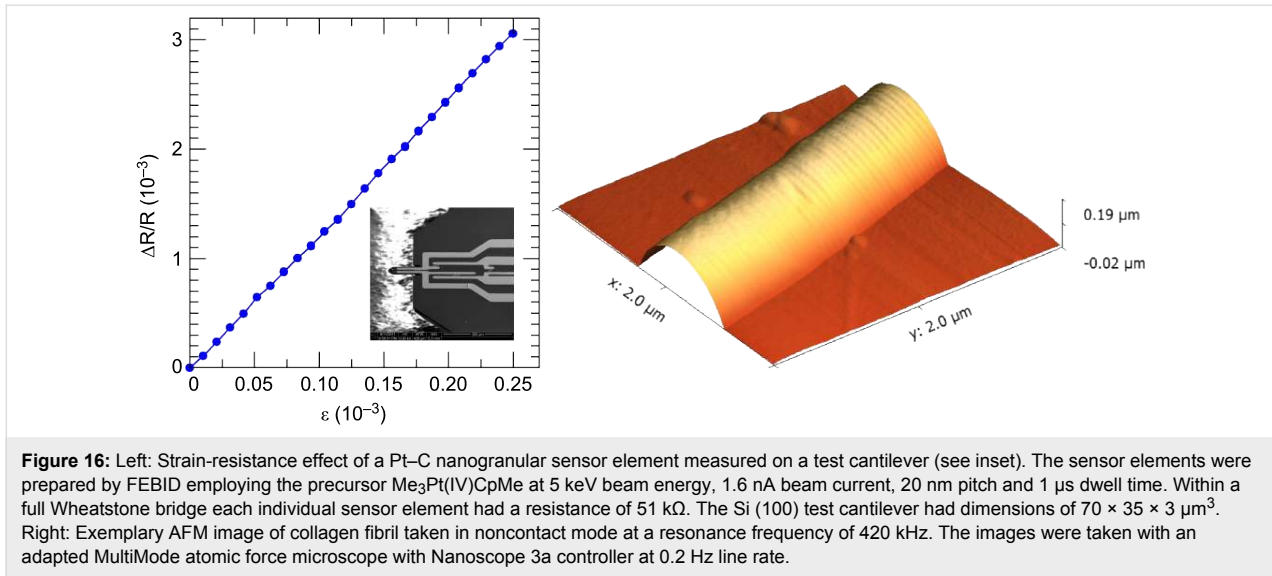 3
2
1
0
ΔR/R (10⁻³)
0 0.05 0.10 0.15 0.20 0.25
ε (10⁻³)
0.19 µm
-0.02 µm
x: 2.0 µm
y: 2.0 µm
Figure 16: Left: Strain-resistance effect of a Pt–C nanogranular sensor element measured on a test cantilever (see inset). The sensor elements were
prepared by FEBID employing the precursor Me₃Pt(IV)CpMe at 5 keV beam energy, 1.6 nA beam current, 20 nm pitch and 1 µs dwell time. Within a
full Wheatstone bridge each individual sensor element had a resistance of 51 kΩ. The Si (100) test cantilever had dimensions of 70 × 35 × 3 µm³.
Right: Exemplary AFM image of collagen fibril taken in noncontact mode at a resonance frequency of 420 kHz. The images were taken with an
adapted MultiMode atomic force microscope with Nanoscope 3a controller at 0.2 Hz line rate.